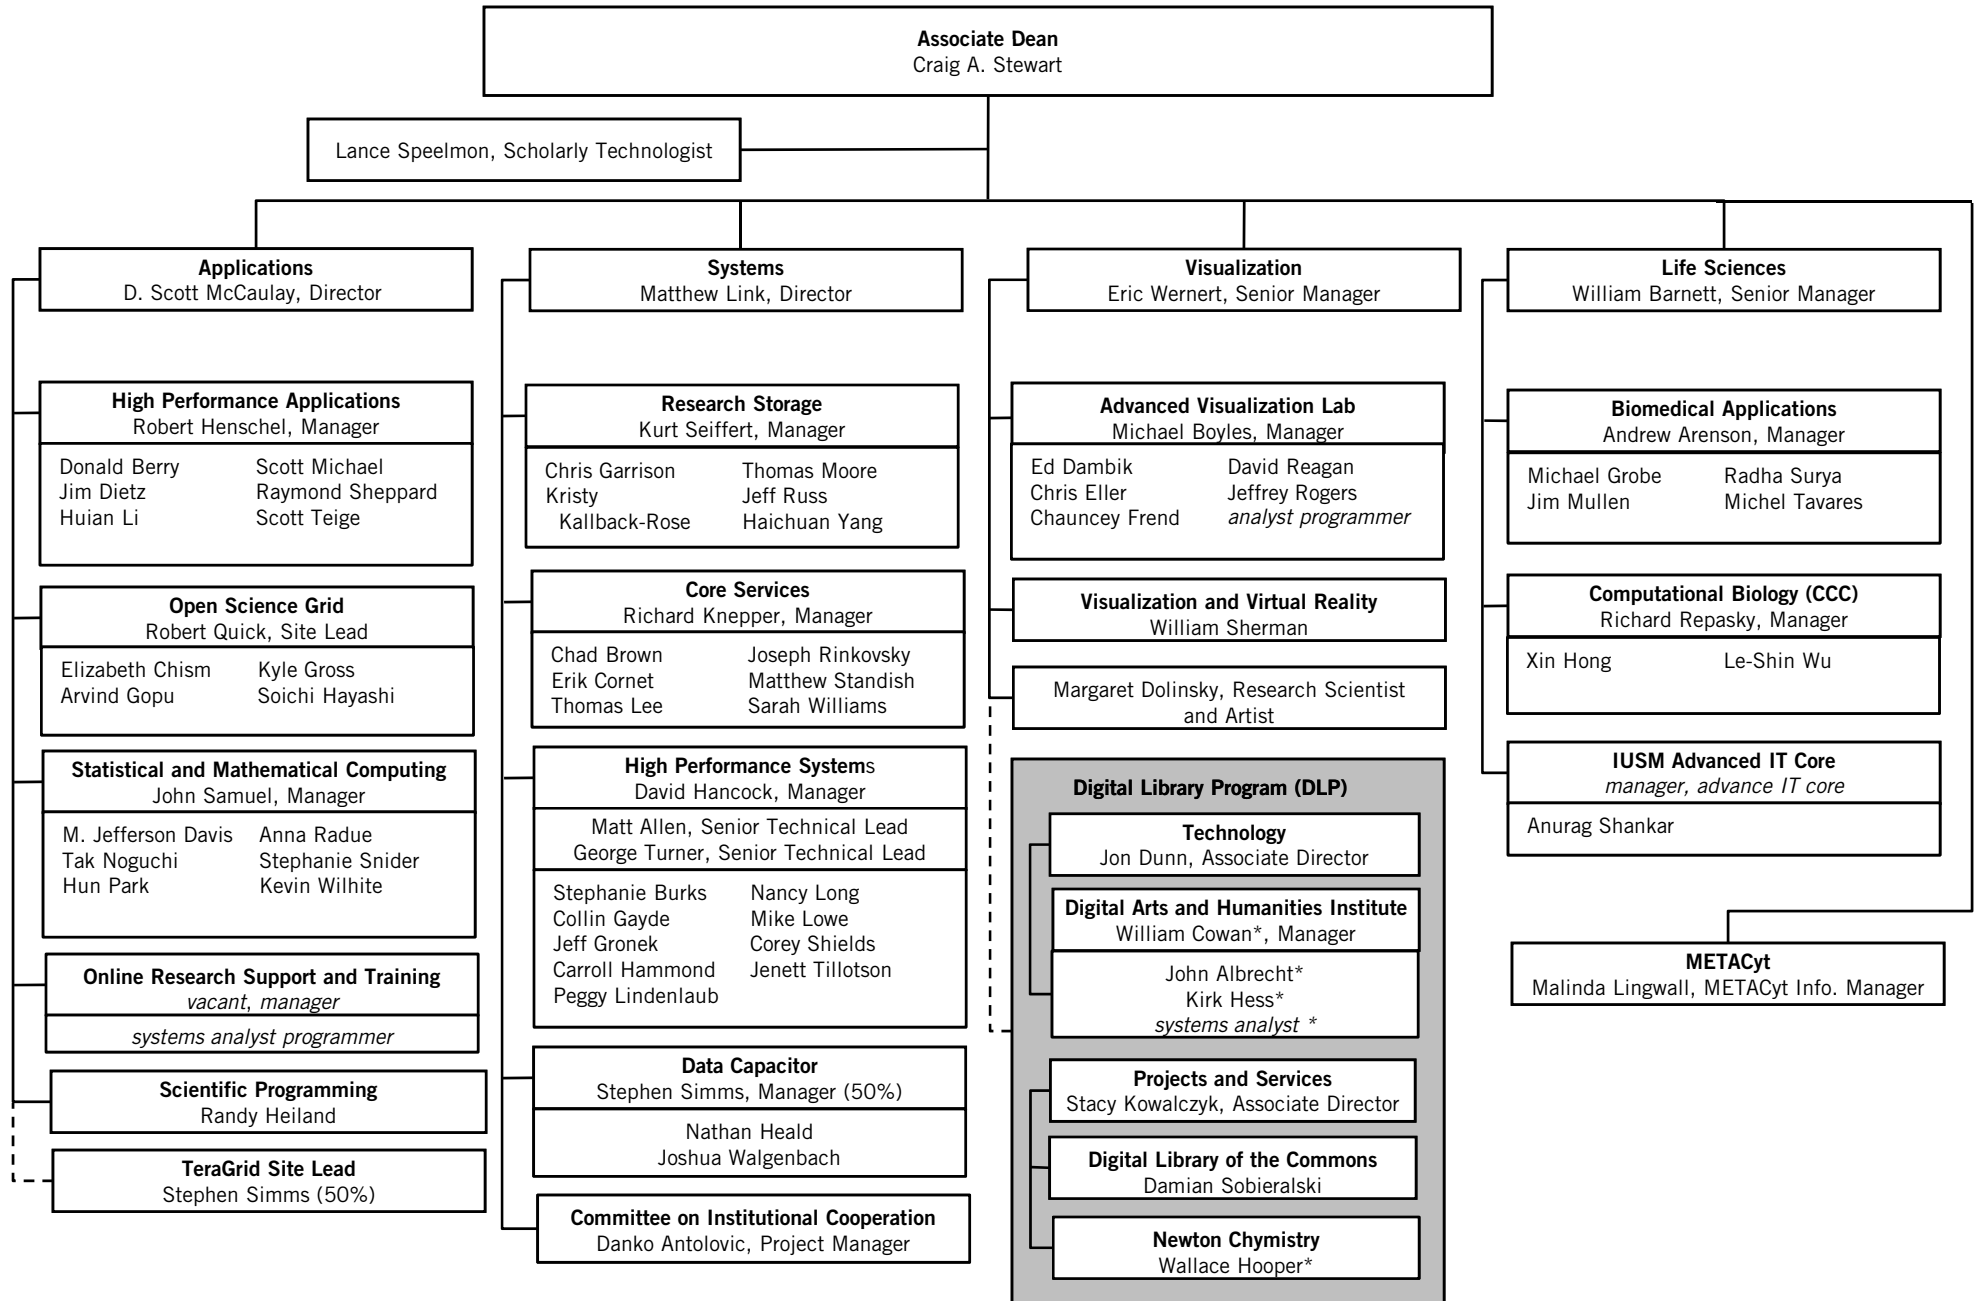 Associate Dean
Craig A. Stewart
Lance Speelmon, Scholarly Technologist
Applications
D. Scott McCaulay, Director
High Performance Applications
Robert Henschel, Manager
Donald Berry
Jim Dietz
Huian Li
Scott Michael
Raymond Sheppard
Scott Teige
Open Science Grid
Robert Quick, Site Lead
Elizabeth Chism
Arvind Gopu
Kyle Gross
Soichi Hayashi
Statistical and Mathematical Computing
John Samuel, Manager
M. Jefferson Davis
Tak Noguchi
Hun Park
Anna Radue
Stephanie Snider
Kevin Wilhite
Online Research Support and Training
vacant, manager
systems analyst programmer
Scientific Programming
Randy Heiland
TeraGrid Site Lead
Stephen Simms (50%)
Systems
Matthew Link, Director
Research Storage
Kurt Seiffert, Manager
Chris Garrison
Kristy
Kallback-Rose
Thomas Moore
Jeff Russ
Haichuan Yang
Core Services
Richard Knepper, Manager
Chad Brown
Erik Cornet
Thomas Lee
Joseph Rinkovsky
Matthew Standish
Sarah Williams
High Performance Systems
David Hancock, Manager
Matt Allen, Senior Technical Lead
George Turner, Senior Technical Lead
Stephanie Burks
Collin Gayde
Jeff Gronek
Carroll Hammond
Peggy Lindenlaub
Nancy Long
Mike Lowe
Corey Shields
Jenett Tillotson
Data Capacitor
Stephen Simms, Manager (50%)
Nathan Heald
Joshua Walgenbach
Committee on Institutional Cooperation
Danko Antolovic, Project Manager
Visualization
Eric Wernert, Senior Manager
Advanced Visualization Lab
Michael Boyles, Manager
Ed Dambik
Chris Eller
Chauncey Frend
David Reagan
Jeffrey Rogers
analyst programmer
Visualization and Virtual Reality
William Sherman
Margaret Dolinsky, Research Scientist
and Artist
Digital Library Program (DLP)
Technology
Jon Dunn, Associate Director
Digital Arts and Humanities Institute
William Cowan*, Manager
John Albrecht*
Kirk Hess*
systems analyst *
Projects and Services
Stacy Kowalczyk, Associate Director
Digital Library of the Commons
Damian Sobieralski
Newton Chymistry
Wallace Hooper*
Life Sciences
William Barnett, Senior Manager
Biomedical Applications
Andrew Arenson, Manager
Michael Grobe
Jim Mullen
Radha Surya
Michel Tavares
Computational Biology (CCC)
Richard Repasky, Manager
Xin Hong
Le-Shin Wu
IUSM Advanced IT Core
manager, advance IT core
Anurag Shankar
METACyt
Malinda Lingwall, METACyt Info. Manager